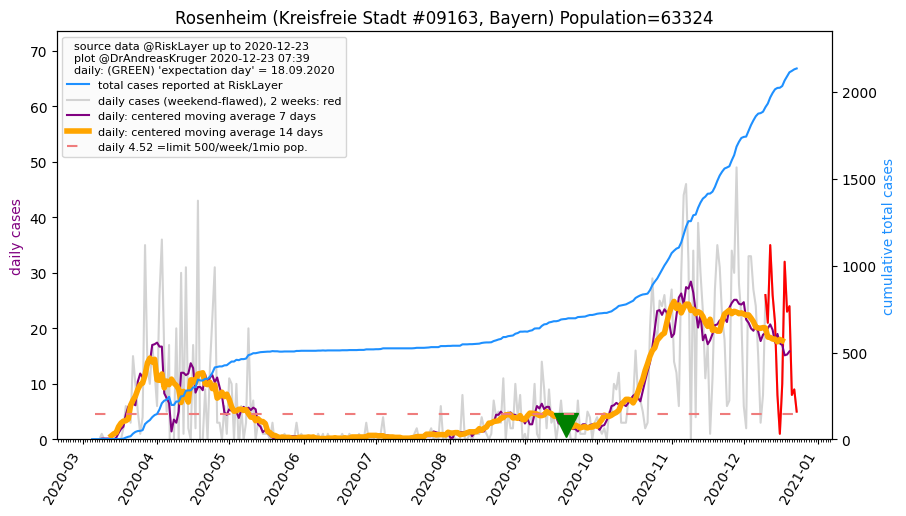 Rosenheim (Kreisfreie Stadt #09163, Bayern) Population=63324
source data @RiskLayer up to 2020-12-23
plot @DrAndreasKruger 2020-12-23 07:39
daily: (GREEN) 'expectation day' = 18.09.2020
total cases reported at RiskLayer
daily cases (weekend-flawed), 2 weeks: red
daily: centered moving average 7 days
daily: centered moving average 14 days
daily 4.52 =limit 500/week/1mio pop.
daily cases
70
60
50
40
30
20
10
0
cumulative total cases
2000
1500
1000
500
0
2020-03
2020-04
2020-05
2020-06
2020-07
2020-08
2020-09
2020-10
2020-11
2020-12
2021-01